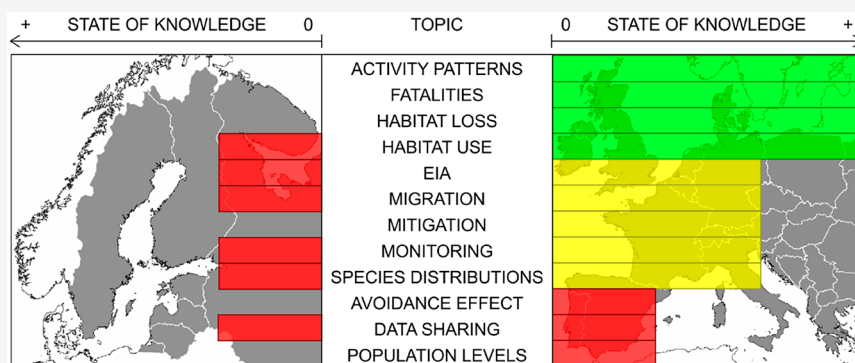 + STATE OF KNOWLEDGE 0 TOPIC 0 STATE OF KNOWLEDGE +
ACTIVITY PATTERNS
FATALITIES
HABITAT LOSS
HABITAT USE
EIA
MIGRATION
MITIGATION
MONITORING
SPECIES DISTRIBUTIONS
AVOIDANCE EFFECT
DATA SHARING
POPULATION LEVELS